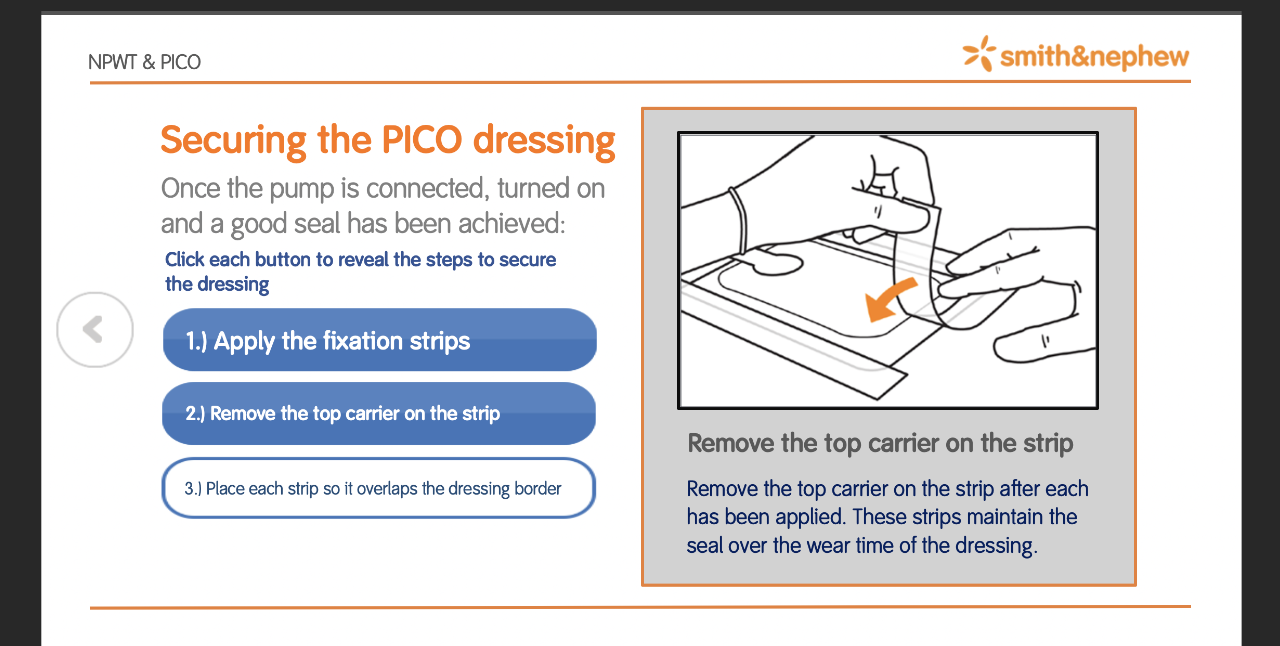 NPWT & PICO
smith&nephew
Securing the PICO dressing
Once the pump is connected, turned on
and a good seal has been achieved:
Click each button to reveal the steps to secure
the dressing
1.) Apply the fixation strips
2.) Remove the top carrier on the strip
3.) Place each strip so it overlaps the dressing border
Remove the top carrier on the strip
Remove the top carrier on the strip after each
has been applied. These strips maintain the
seal over the wear time of the dressing.